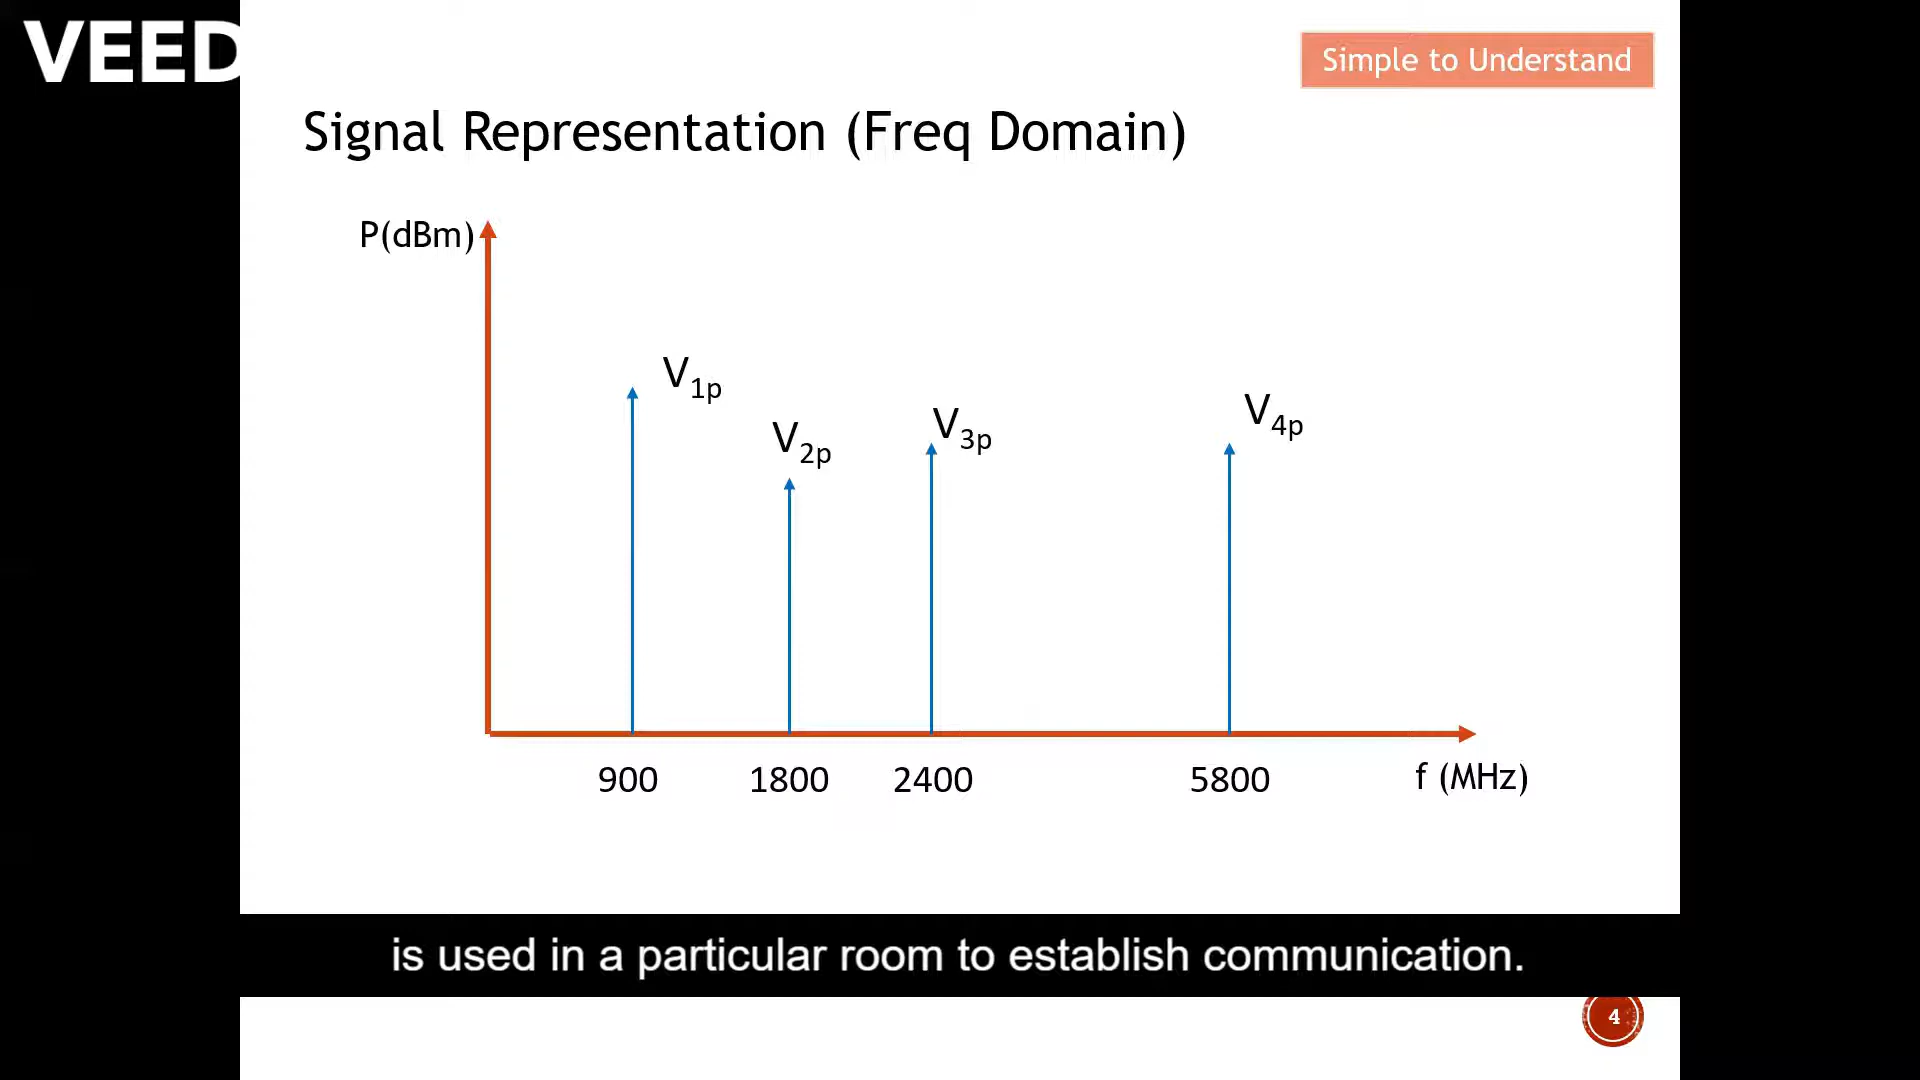 VEED
Simple to Understand
Signal Representation (Freq Domain)
P(dBm)
V1p
V2p
V3p
V4p
900 1800 2400 5800 f (MHz)
is used in a particular room to establish communication.
4